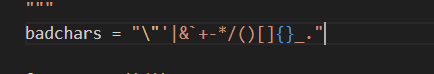 """
badchars = "\"'|&`+-*/()[]{}_."